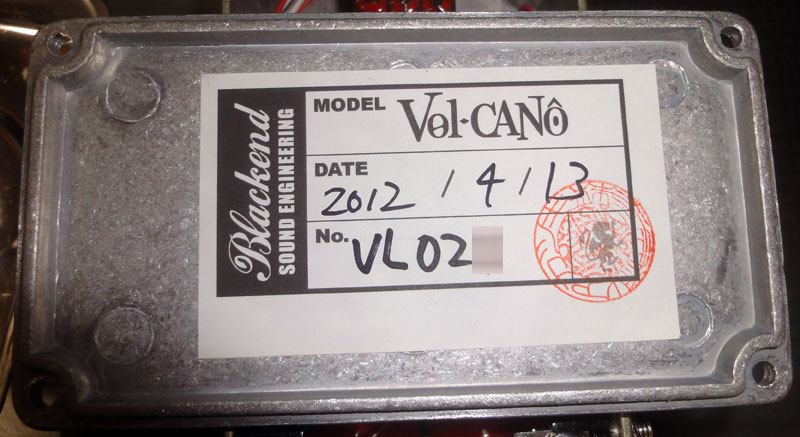 Blackend
SOUND ENGINEERING
MODEL Vol·CANô
DATE
2012 / 4 / 13
No. VL02